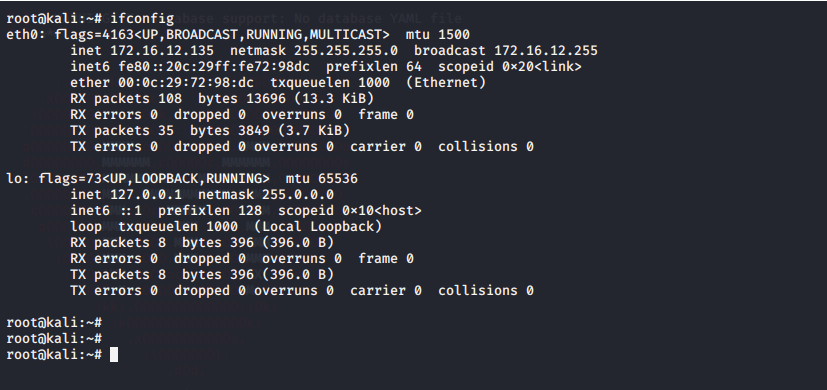 root@kali:~# ifconfig
eth0: flags=4163<UP,BROADCAST,RUNNING,MULTICAST>  mtu 1500
        inet 172.16.12.135  netmask 255.255.255.0  broadcast 172.16.12.255
        inet6 fe80::20c:29ff:fe72:98dc  prefixlen 64  scopeid 0×20<link>
        ether 00:0c:29:72:98:dc  txqueuelen 1000  (Ethernet)
        RX packets 108  bytes 13696 (13.3 KiB)
        RX errors 0  dropped 0  overruns 0  frame 0
        TX packets 35  bytes 3849 (3.7 KiB)
        TX errors 0  dropped 0 overruns 0  carrier 0  collisions 0
lo: flags=73<UP,LOOPBACK,RUNNING>  mtu 65536
        inet 127.0.0.1  netmask 255.0.0.0
        inet6 ::1  prefixlen 128  scopeid 0×10<host>
        loop  txqueuelen 1000  (Local Loopback)
        RX packets 8  bytes 396 (396.0 B)
        RX errors 0  dropped 0  overruns 0  frame 0
        TX packets 8  bytes 396 (396.0 B)
        TX errors 0  dropped 0 overruns 0  carrier 0  collisions 0
root@kali:~#
root@kali:~#
root@kali:~#